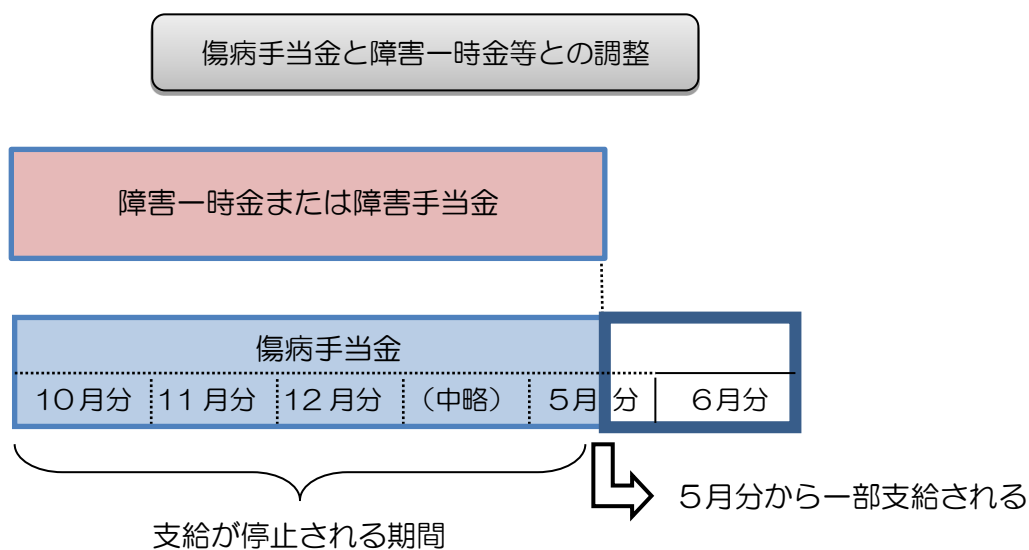 傷病手当金と障害一時金等との調整
障害一時金または障害手当金
傷病手当金
10月分 11月分 12月分 （中略） 5月分 6月分
5月分から一部支給される
支給が停止される期間